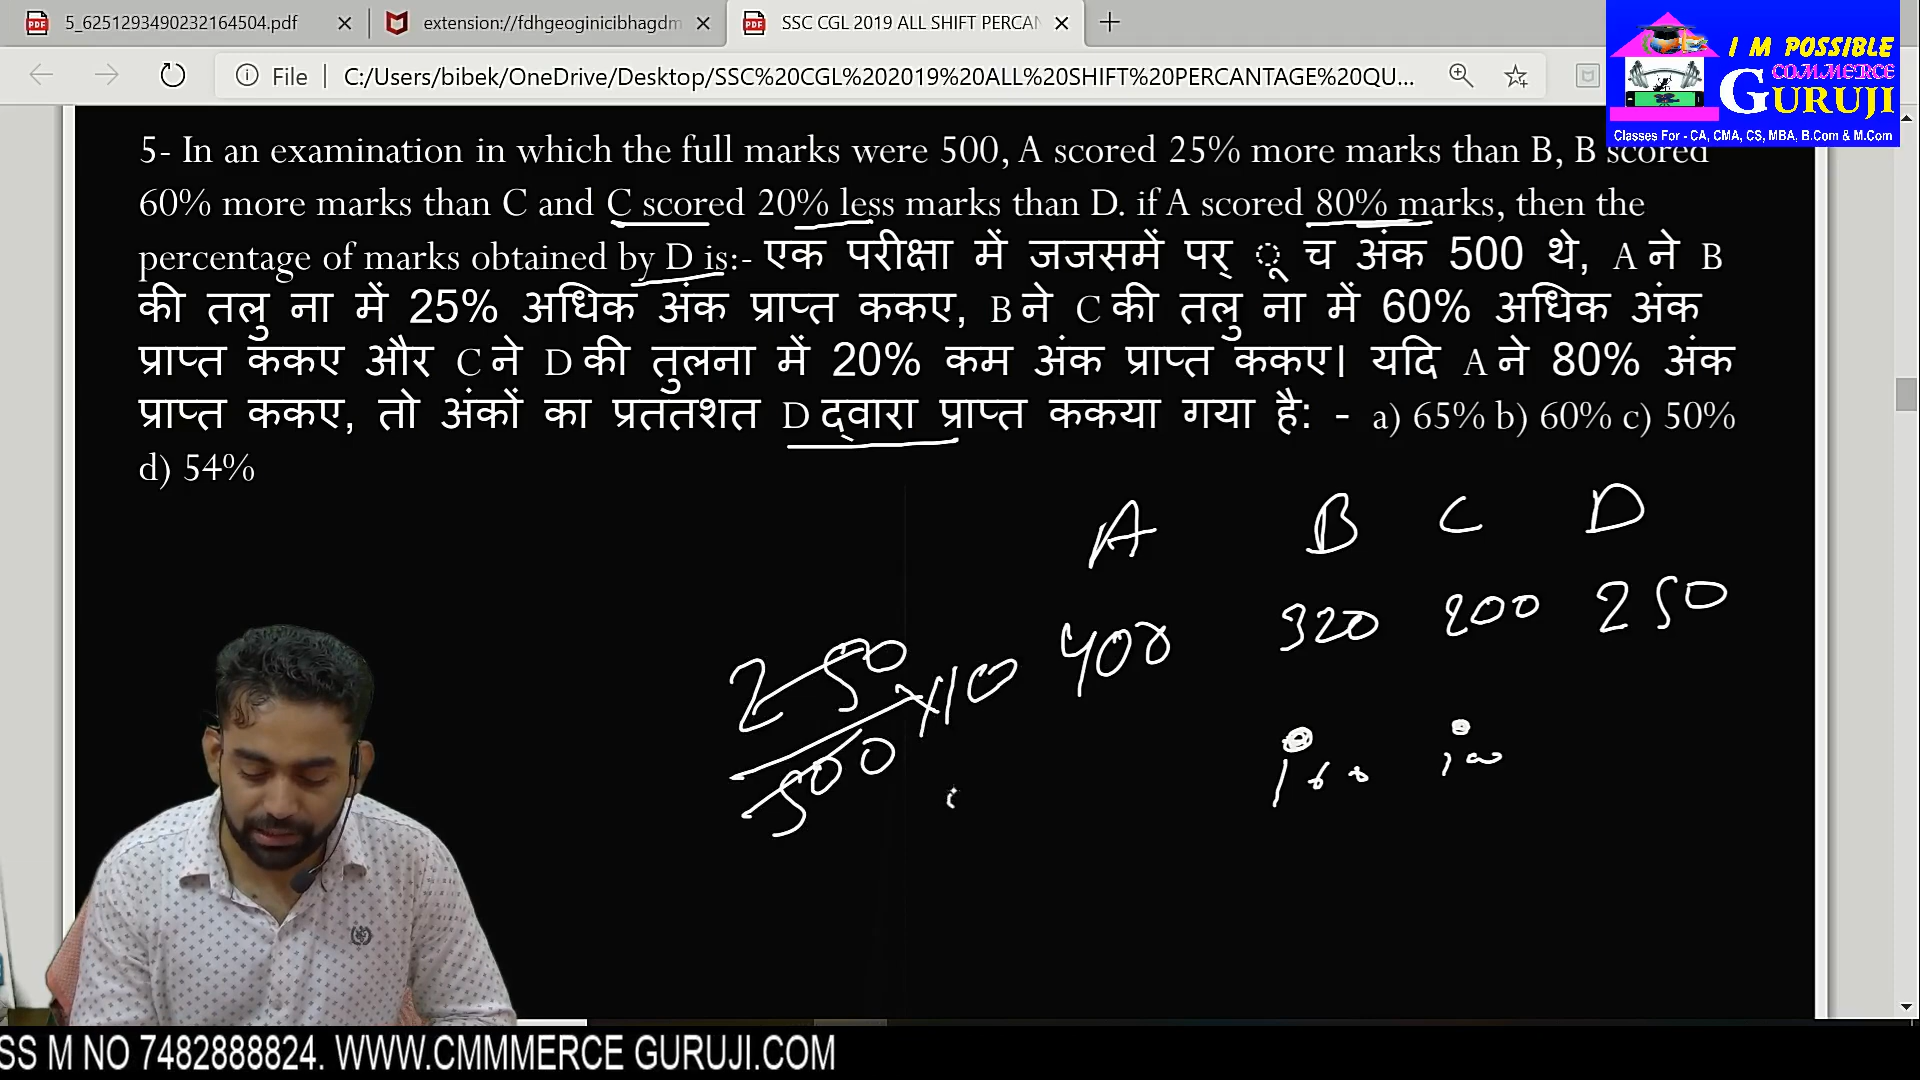 5_6251293490232164504.pdf
extension://fdhgeoginicibhagdm
SSC CGL 2019 ALL SHIFT PERCAN
File | C:/Users/bibek/OneDrive/Desktop/SSC%20CGL%202019%20ALL%20SHIFT%20PERCANTAGE%20QU...
I M POSSIBLE
COMMERCE
GURUJI
Classes For - CA, CMA, CS, MBA, B.Com & M.Com
5- In an examination in which the full marks were 500, A scored 25% more marks than B, B scored
60% more marks than C and C scored 20% less marks than D. if A scored 80% marks, then the
percentage of marks obtained by D is:- एक परीक्षा में जजसमें पर् ू च अंक 500 थे, A ने B
की तलु ना में 25% अधिक अंक प्राप्त ककए, B ने C की तलु ना में 60% अधिक अंक
प्राप्त ककए और C ने D की तुलना में 20% कम अंक प्राप्त ककए। यदि A ने 80% अंक
प्राप्त ककए, तो अंकों का प्रततशत D द्वारा प्राप्त ककया गया है: - a) 65% b) 60% c) 50%
d) 54%
A B C D
400 320 200 250
250
500
×10
160 100
SS M NO 7482888824. WWW.CMMMERCE GURUJI.COM